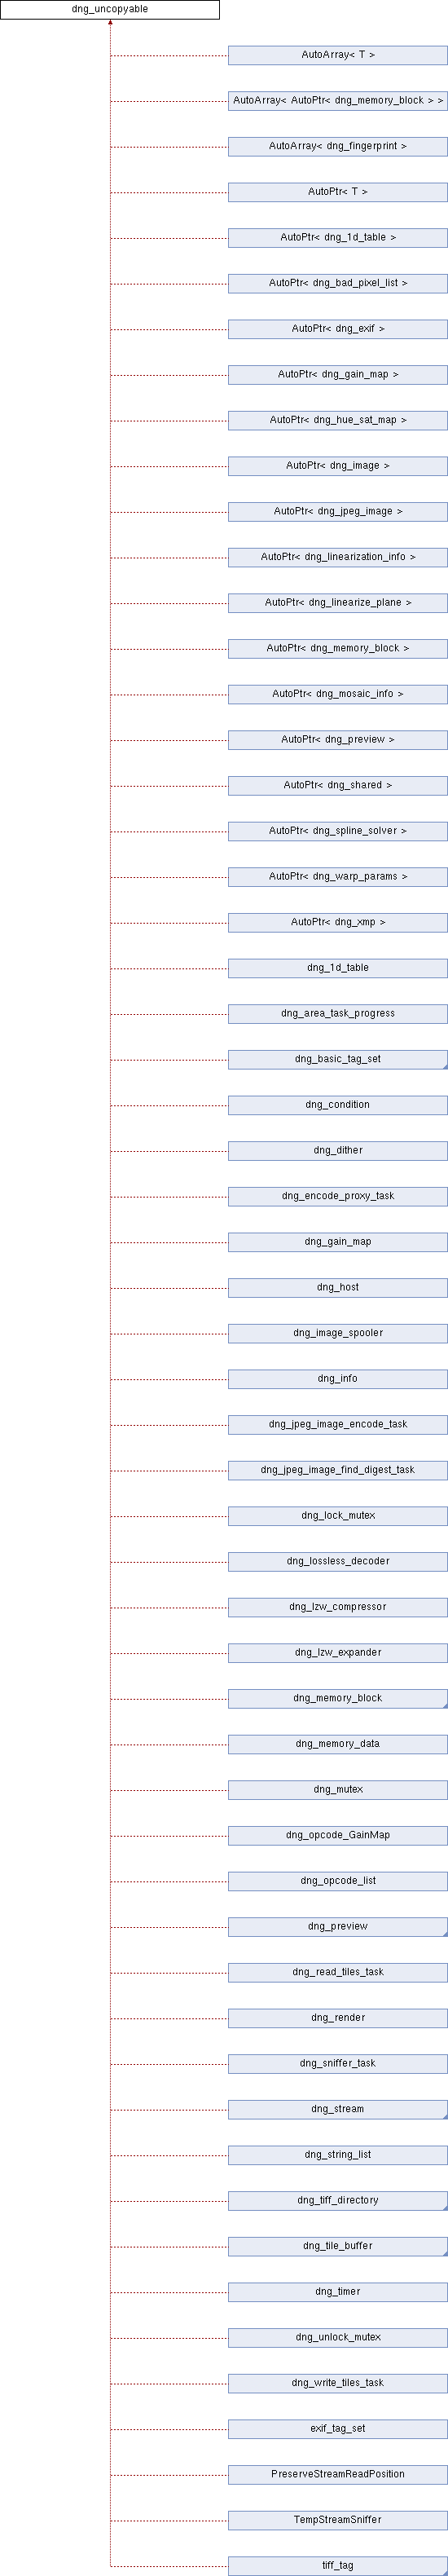 dng_uncopyable
AutoArray< T >
AutoArray< AutoPtr< dng_memory_block > >
AutoArray< dng_fingerprint >
AutoPtr< T >
AutoPtr< dng_1d_table >
AutoPtr< dng_bad_pixel_list >
AutoPtr< dng_exif >
AutoPtr< dng_gain_map >
AutoPtr< dng_hue_sat_map >
AutoPtr< dng_image >
AutoPtr< dng_jpeg_image >
AutoPtr< dng_linearization_info >
AutoPtr< dng_linearize_plane >
AutoPtr< dng_memory_block >
AutoPtr< dng_mosaic_info >
AutoPtr< dng_preview >
AutoPtr< dng_shared >
AutoPtr< dng_spline_solver >
AutoPtr< dng_warp_params >
AutoPtr< dng_xmp >
dng_1d_table
dng_area_task_progress
dng_basic_tag_set
dng_condition
dng_dither
dng_encode_proxy_task
dng_gain_map
dng_host
dng_image_spooler
dng_info
dng_jpeg_image_encode_task
dng_jpeg_image_find_digest_task
dng_lock_mutex
dng_lossless_decoder
dng_lzw_compressor
dng_lzw_expander
dng_memory_block
dng_memory_data
dng_mutex
dng_opcode_GainMap
dng_opcode_list
dng_preview
dng_read_tiles_task
dng_render
dng_sniffer_task
dng_stream
dng_string_list
dng_tiff_directory
dng_tile_buffer
dng_timer
dng_unlock_mutex
dng_write_tiles_task
exif_tag_set
PreserveStreamReadPosition
TempStreamSniffer
tiff_tag